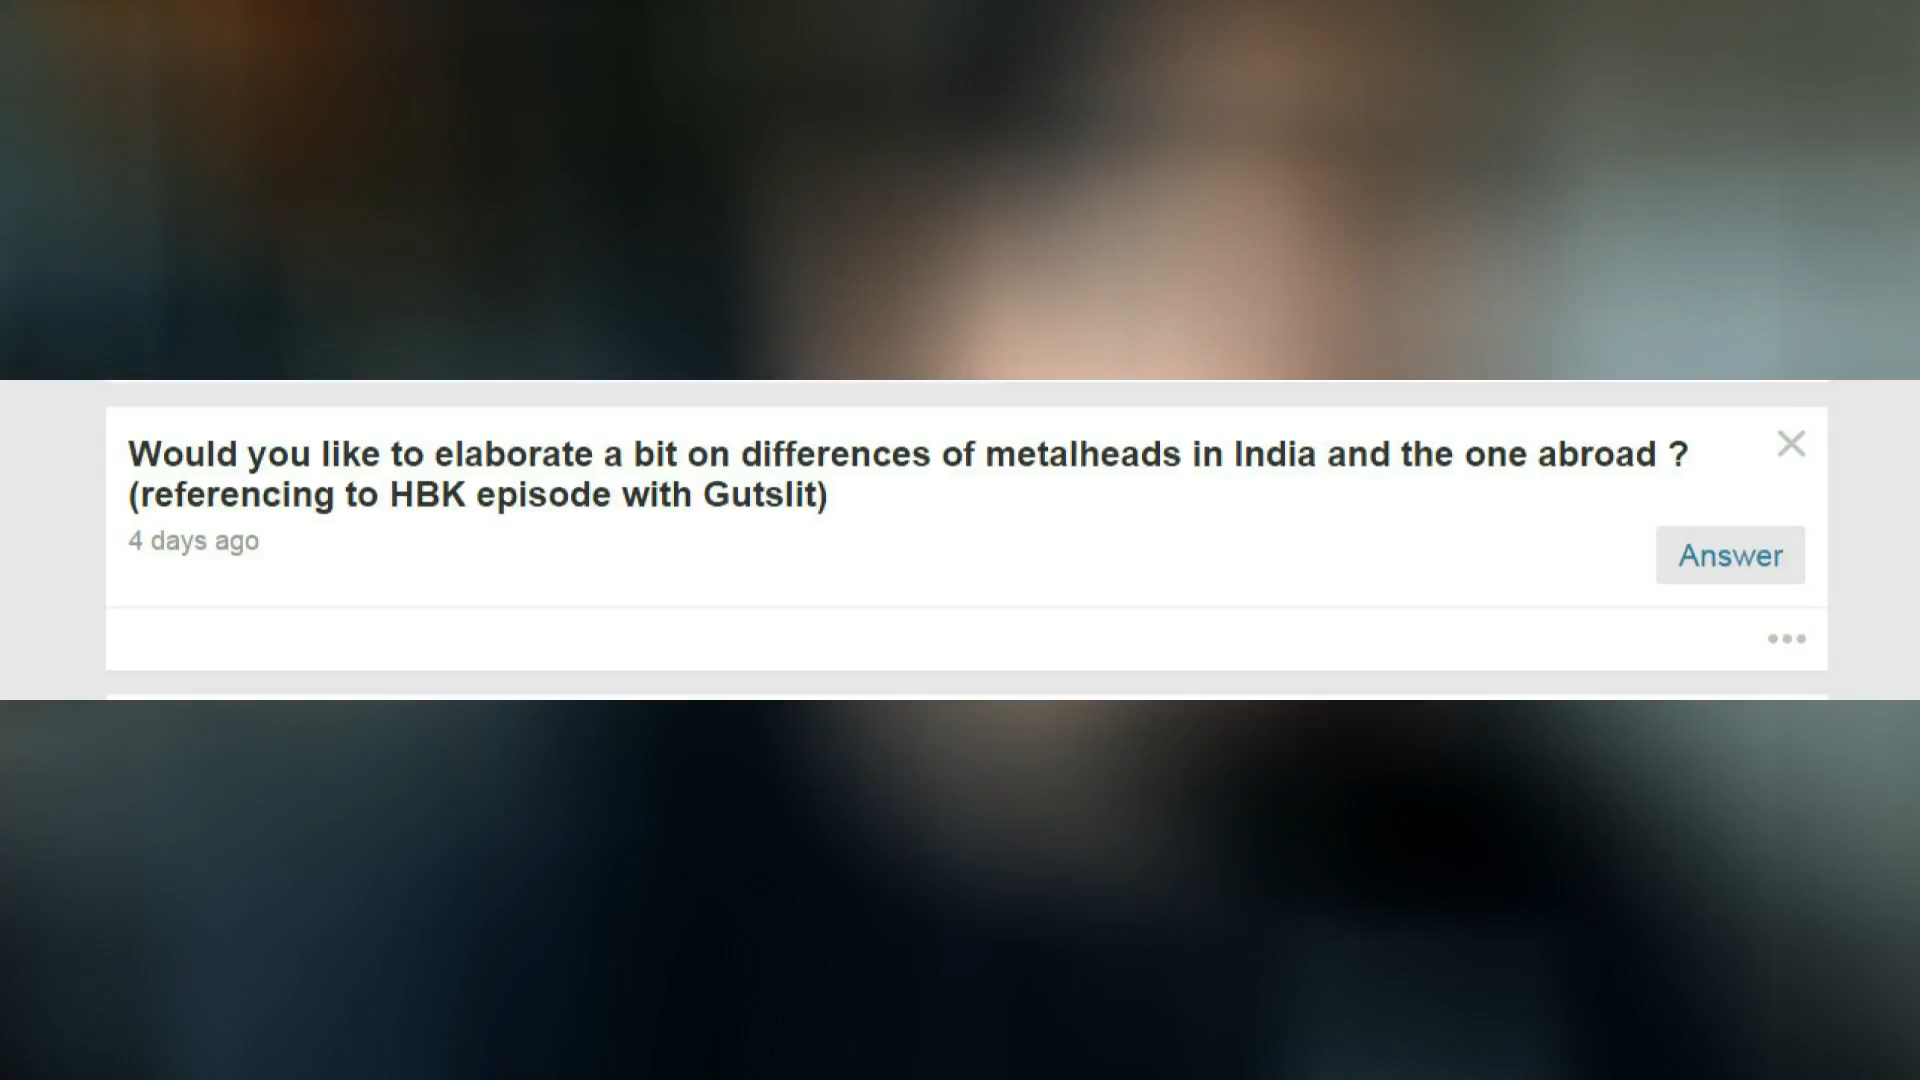 Would you like to elaborate a bit on differences of metalheads in India and the one abroad ?
(referencing to HBK episode with Gutslit)
4 days ago
Answer